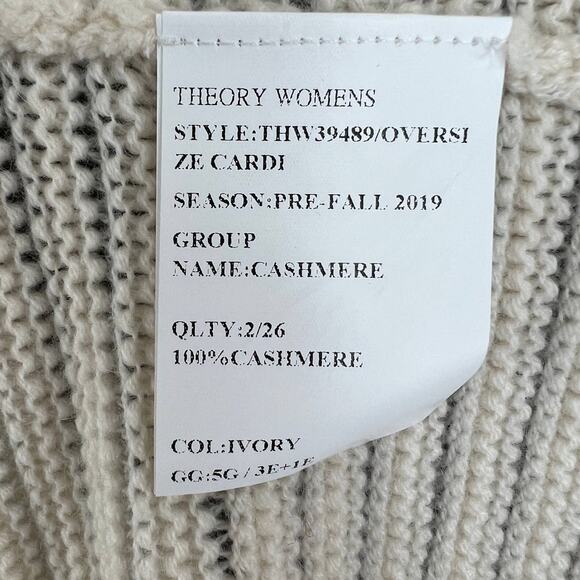 THEORY WOMENS
STYLE:THW39489/OVERSI
ZE CARDI
SEASON:PRE-FALL 2019
GROUP
NAME:CASHMERE
QLTY:2/26
100%CASHMERE
COL:IVORY
GG:5G / 3E+1E